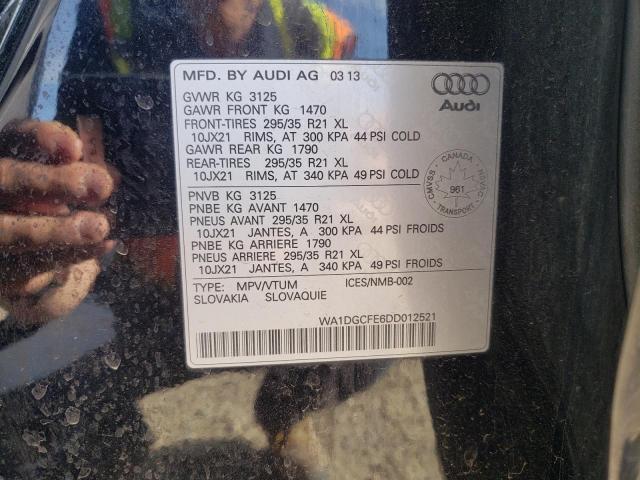 MFD. BY AUDI AG 03 13
Audi
GVWR KG 3125
GAWR FRONT KG 1470
FRONT-TIRES 295/35 R21 XL
10JX21 RIMS, AT 300 KPA 44 PSI COLD
GAWR REAR KG 1790
REAR-TIRES 295/35 R21 XL
10JX21 RIMS, AT 340 KPA 49 PSI COLD
CANADA
CMVSS NSVAC
961
TRANSPORT
PNVB KG 3125
PNBE KG AVANT 1470
PNEUS AVANT 295/35 R21 XL
10JX21 JANTES, A 300 KPA 44 PSI FROIDS
PNBE KG ARRIERE 1790
PNEUS ARRIERE 295/35 R21 XL
10JX21 JANTES, A 340 KPA 49 PSI FROIDS
TYPE: MPV/VTUM ICES/NMB-002
SLOVAKIA SLOVAQUIE
WA1DGCFE6DD012521